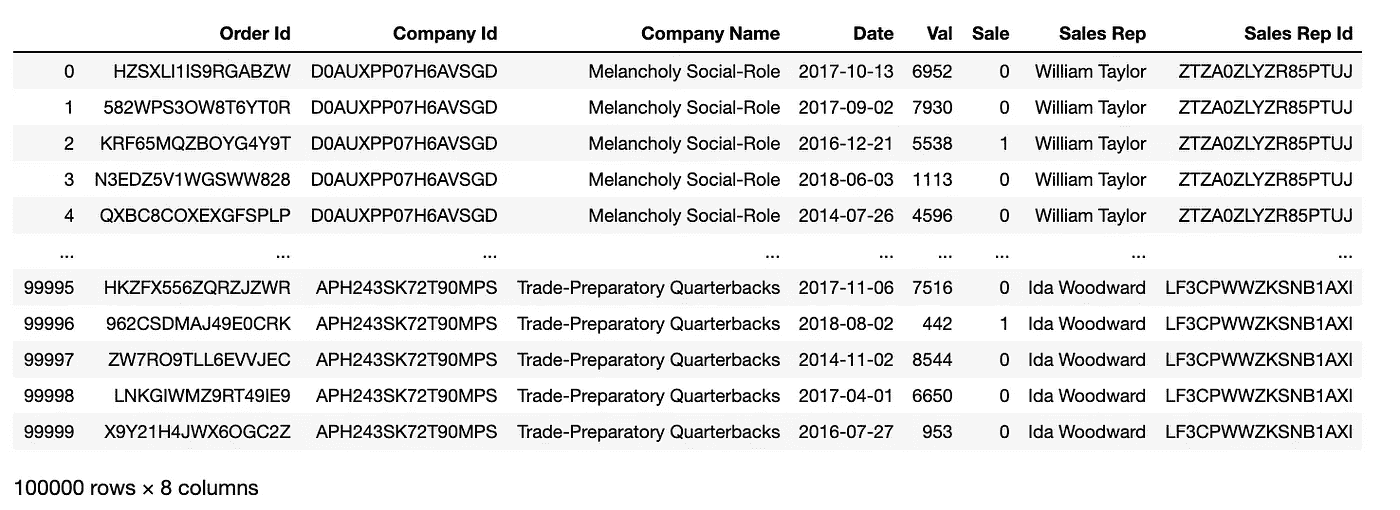 Order Id Company Id Company Name Date Val Sale Sales Rep Sales Rep Id
0 HZSXLI1IS9RGABZW D0AUXPP07H6AVSGD Melancholy Social-Role 2017-10-13 6952 0 William Taylor ZTZA0ZLYZR85PTUJ
1 582WPS3OW8T6YT0R D0AUXPP07H6AVSGD Melancholy Social-Role 2017-09-02 7930 0 William Taylor ZTZA0ZLYZR85PTUJ
2 KRF65MQZBOYG4Y9T D0AUXPP07H6AVSGD Melancholy Social-Role 2016-12-21 5538 1 William Taylor ZTZA0ZLYZR85PTUJ
3 N3EDZ5V1WGSWW828 D0AUXPP07H6AVSGD Melancholy Social-Role 2018-06-03 1113 0 William Taylor ZTZA0ZLYZR85PTUJ
4 QXBC8COXEXGFSPLP D0AUXPP07H6AVSGD Melancholy Social-Role 2014-07-26 4596 0 William Taylor ZTZA0ZLYZR85PTUJ
... ... ... ... ... ... ... ... ...
99995 HKZFX556ZQRZJZWR APH243SK72T90MPS Trade-Preparatory Quarterbacks 2017-11-06 7516 0 Ida Woodward LF3CPWWZKSNB1AXI
99996 962CSDMAJ49E0CRK APH243SK72T90MPS Trade-Preparatory Quarterbacks 2018-08-02 442 1 Ida Woodward LF3CPWWZKSNB1AXI
99997 ZW7RO9TLL6EVVJEC APH243SK72T90MPS Trade-Preparatory Quarterbacks 2014-11-02 8544 0 Ida Woodward LF3CPWWZKSNB1AXI
99998 LNKGIWMZ9RT49IE9 APH243SK72T90MPS Trade-Preparatory Quarterbacks 2017-04-01 6650 0 Ida Woodward LF3CPWWZKSNB1AXI
99999 X9Y21H4JWX6OGC2Z APH243SK72T90MPS Trade-Preparatory Quarterbacks 2016-07-27 953 0 Ida Woodward LF3CPWWZKSNB1AXI
100000 rows × 8 columns